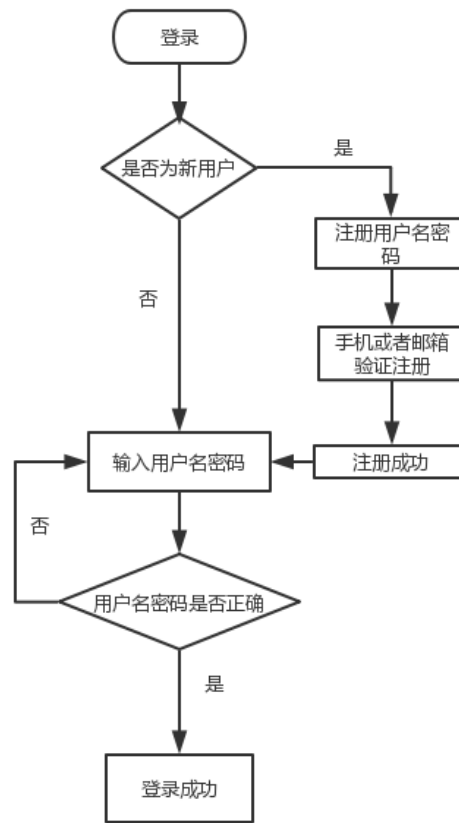 登录
是否为新用户
是
注册用户名密
码
否
手机或者邮箱
验证注册
输入用户名密码
注册成功
否
用户名密码是否正确
是
登录成功